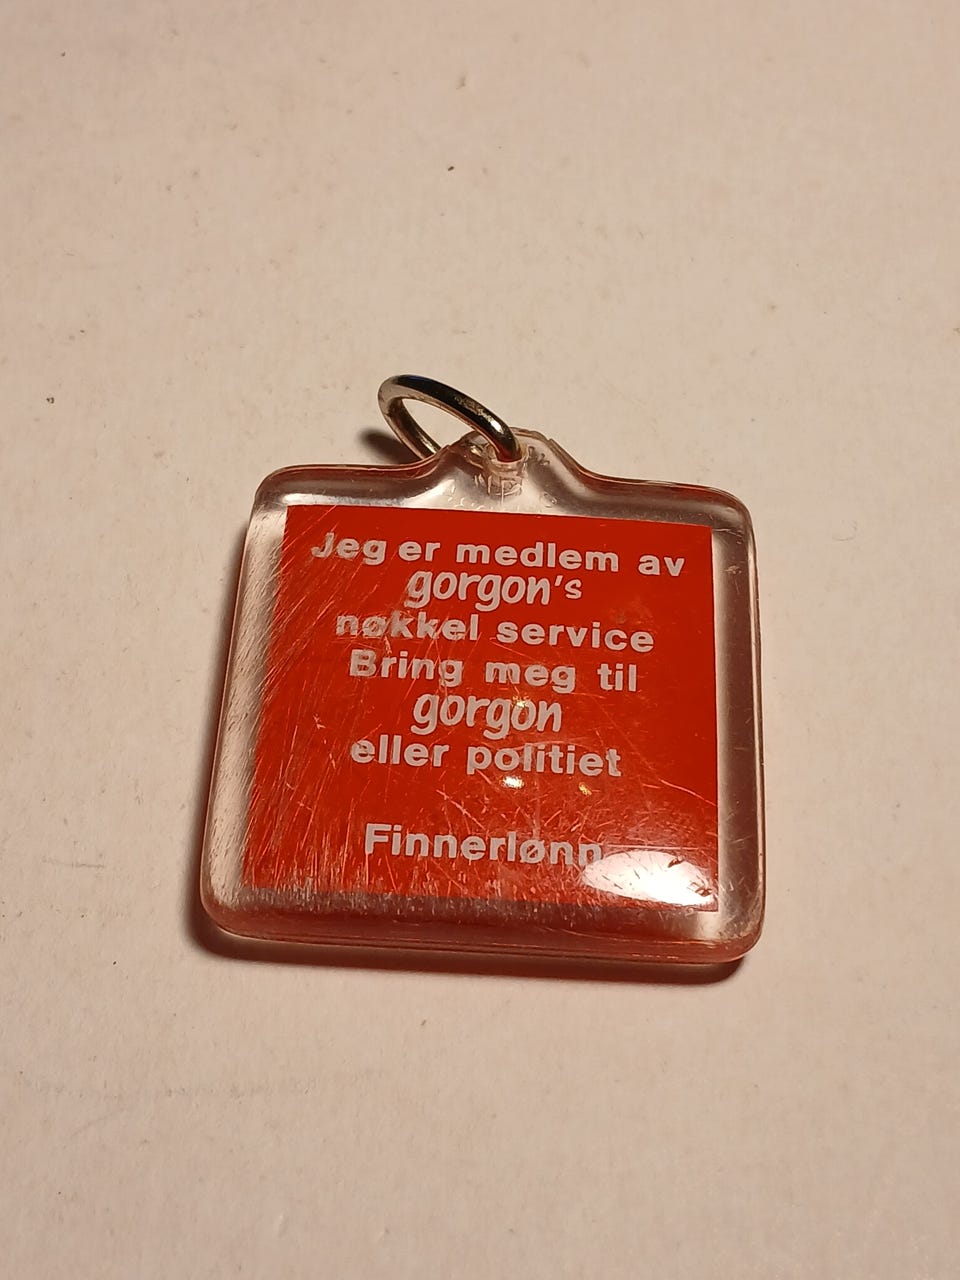 Jeg er medlem av
gorgon's
nøkkel service
Bring meg til
gorgon
eller politiet
Finnerlønn